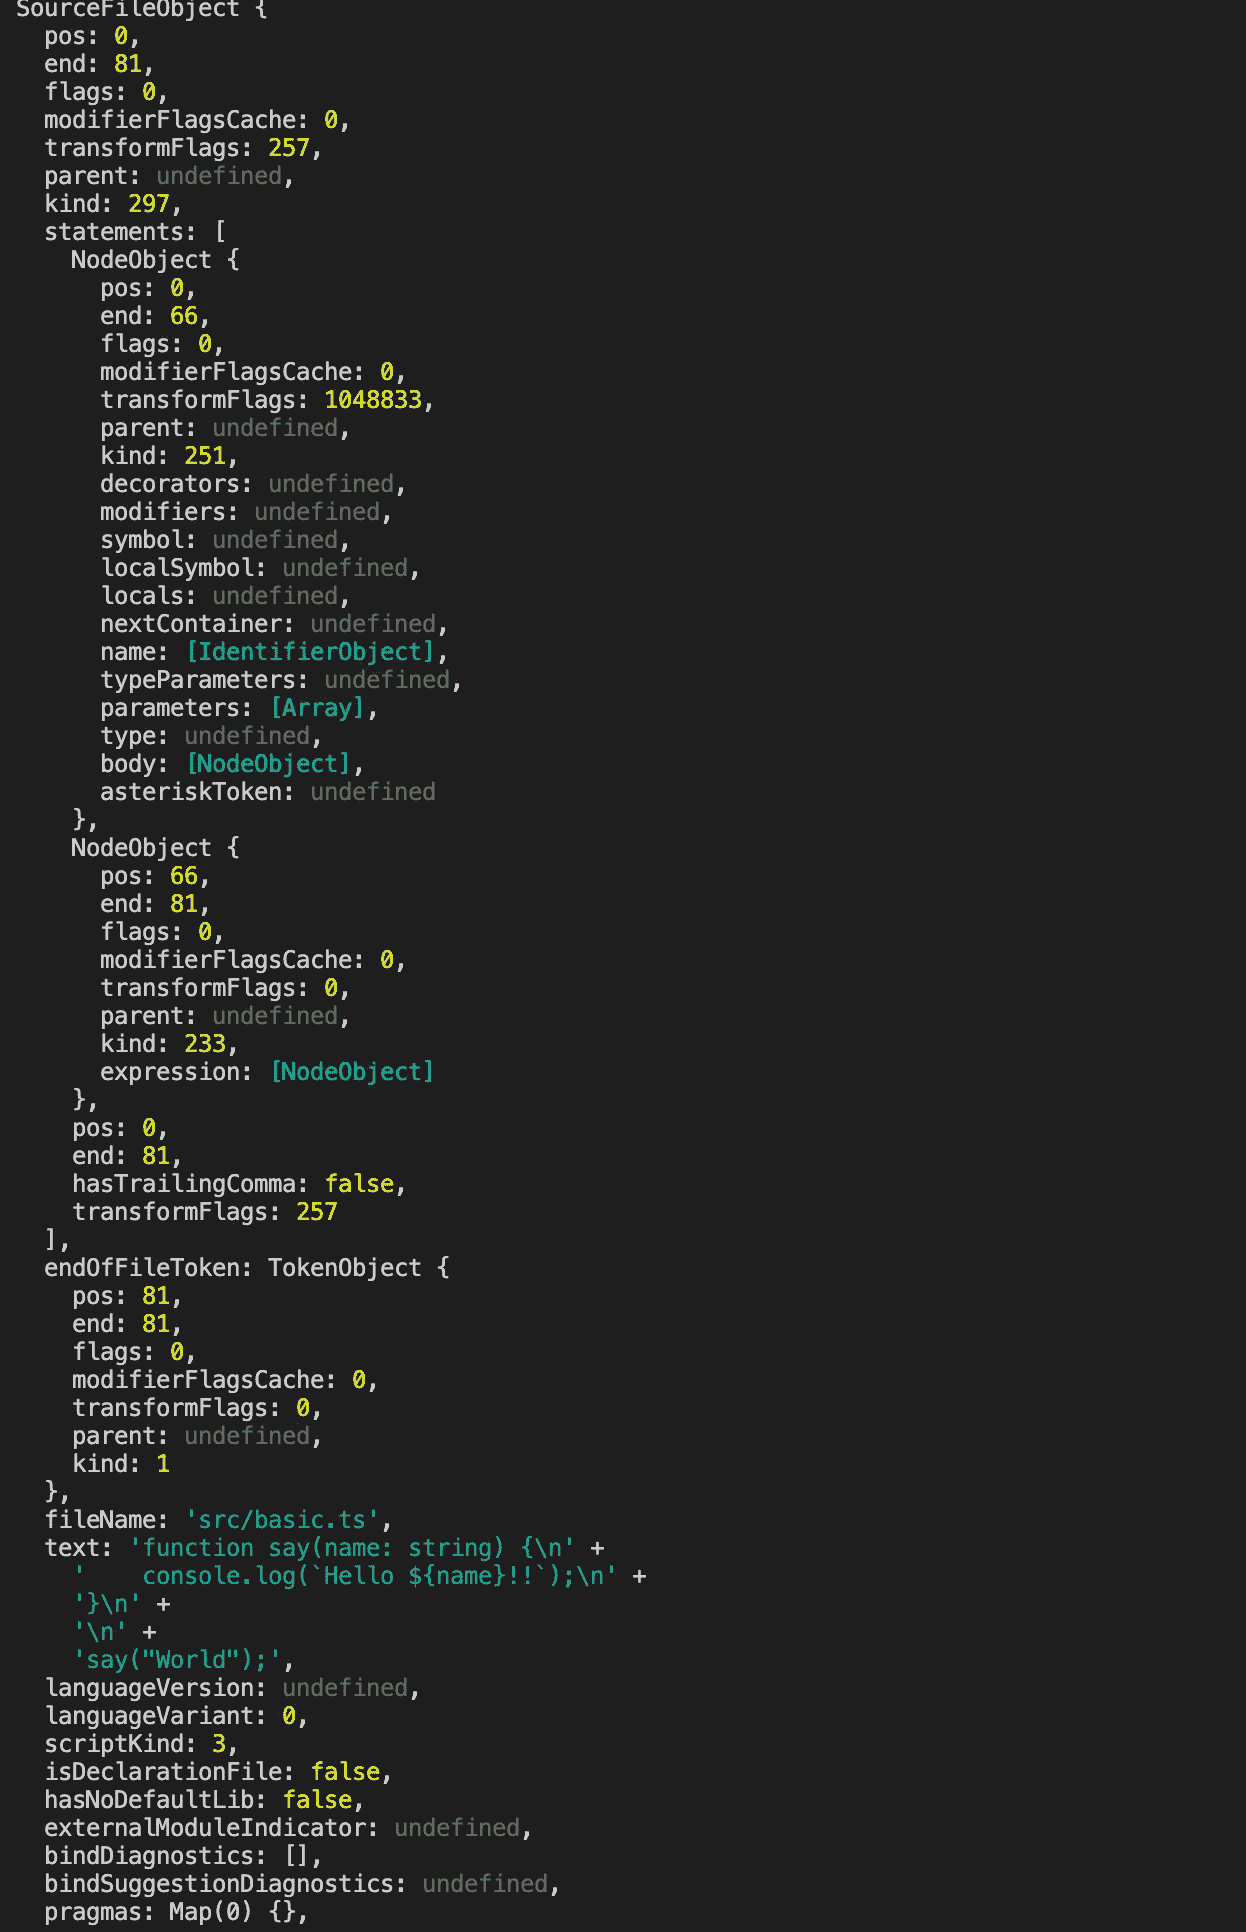 SourceFileObject {
  pos: 0,
  end: 81,
  flags: 0,
  modifierFlagsCache: 0,
  transformFlags: 257,
  parent: undefined,
  kind: 297,
  statements: [
    NodeObject {
      pos: 0,
      end: 66,
      flags: 0,
      modifierFlagsCache: 0,
      transformFlags: 1048833,
      parent: undefined,
      kind: 251,
      decorators: undefined,
      modifiers: undefined,
      symbol: undefined,
      localSymbol: undefined,
      locals: undefined,
      nextContainer: undefined,
      name: [IdentifierObject],
      typeParameters: undefined,
      parameters: [Array],
      type: undefined,
      body: [NodeObject],
      asteriskToken: undefined
    },
    NodeObject {
      pos: 66,
      end: 81,
      flags: 0,
      modifierFlagsCache: 0,
      transformFlags: 0,
      parent: undefined,
      kind: 233,
      expression: [NodeObject]
    },
    pos: 0,
    end: 81,
    hasTrailingComma: false,
    transformFlags: 257
  ],
  endOfFileToken: TokenObject {
    pos: 81,
    end: 81,
    flags: 0,
    modifierFlagsCache: 0,
    transformFlags: 0,
    parent: undefined,
    kind: 1
  },
  fileName: 'src/basic.ts',
  text: 'function say(name: string) {\n' +
    '    console.log(`Hello ${name}!!`);\n' +
    '}\n' +
    '\n' +
    'say("World");',
  languageVersion: undefined,
  languageVariant: 0,
  scriptKind: 3,
  isDeclarationFile: false,
  hasNoDefaultLib: false,
  externalModuleIndicator: undefined,
  bindDiagnostics: [],
  bindSuggestionDiagnostics: undefined,
  pragmas: Map(0) {},